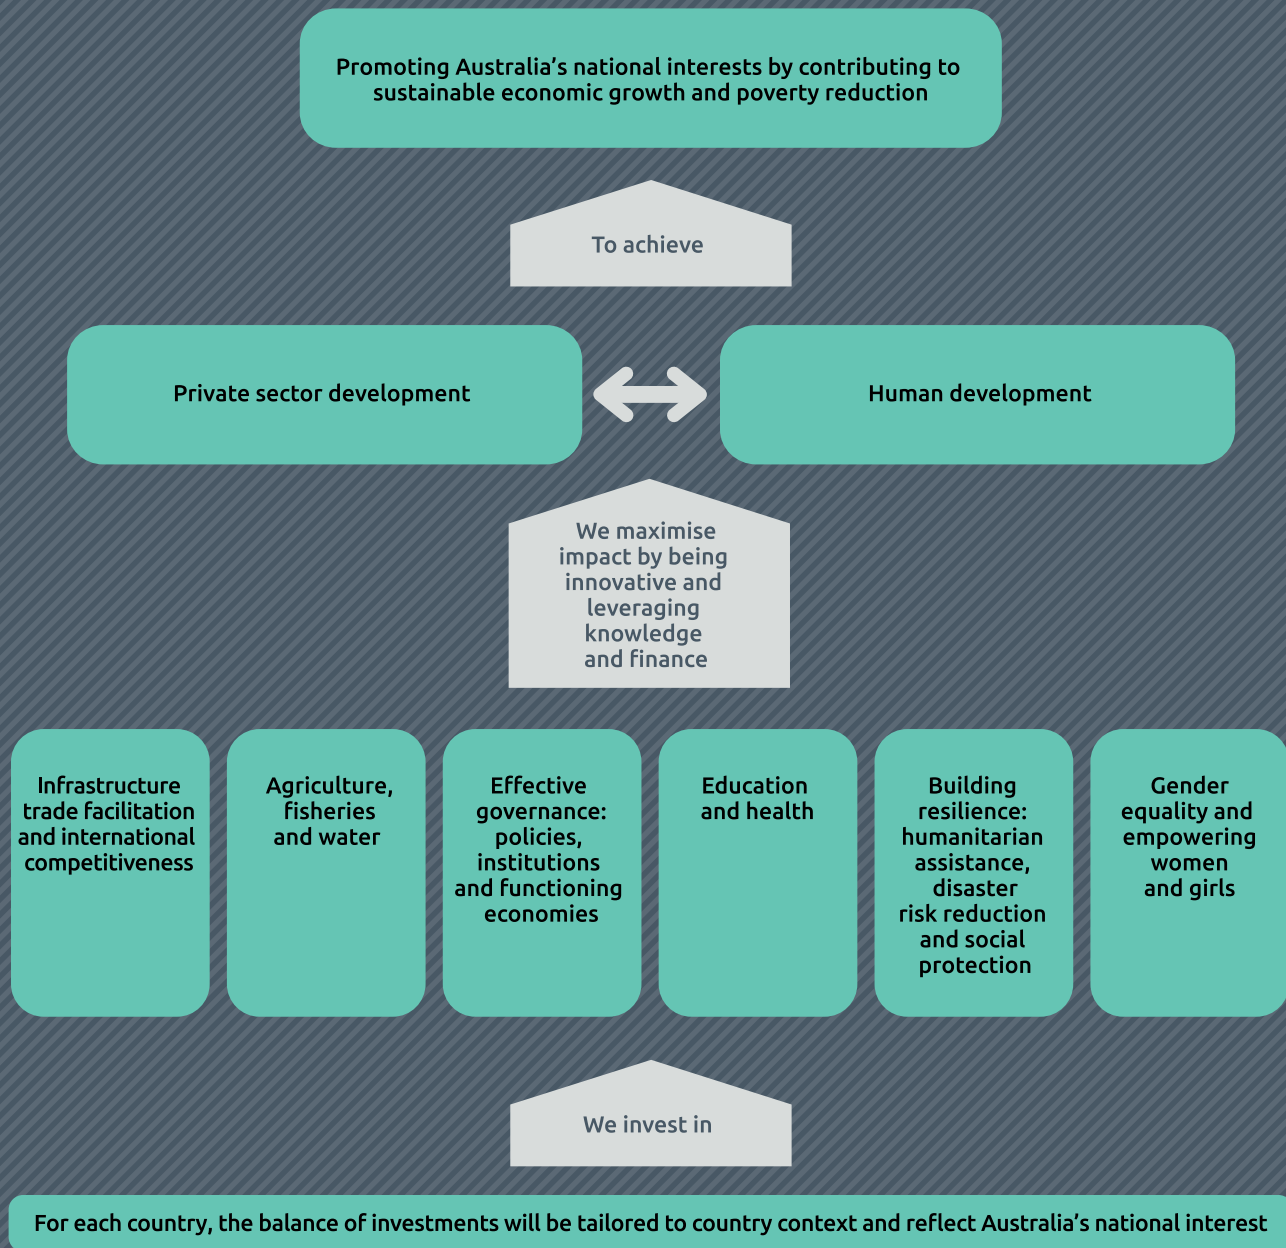 Promoting Australia’s national interests by contributing to
sustainable economic growth and poverty reduction
To achieve
Private sector development
Human development
We maximise
impact by being
innovative and
leveraging
knowledge
and finance
Infrastructure
trade facilitation
and international
competitiveness
Agriculture,
fisheries
and water
Effective
governance:
policies,
institutions
and functioning
economies
Education
and health
Building
resilience:
humanitarian
assistance,
disaster
risk reduction
and social
protection
Gender
equality and
empowering
women
and girls
We invest in
For each country, the balance of investments will be tailored to country context and reflect Australia’s national interest